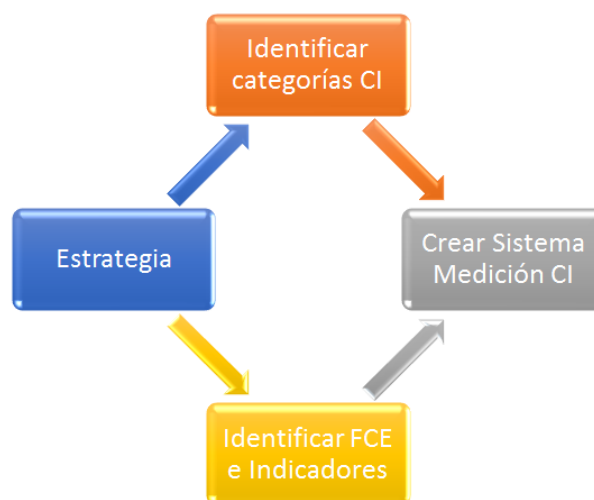 Identificar
categorías CI
Estrategia
Crear Sistema
Medición CI
Identificar FCE
e Indicadores